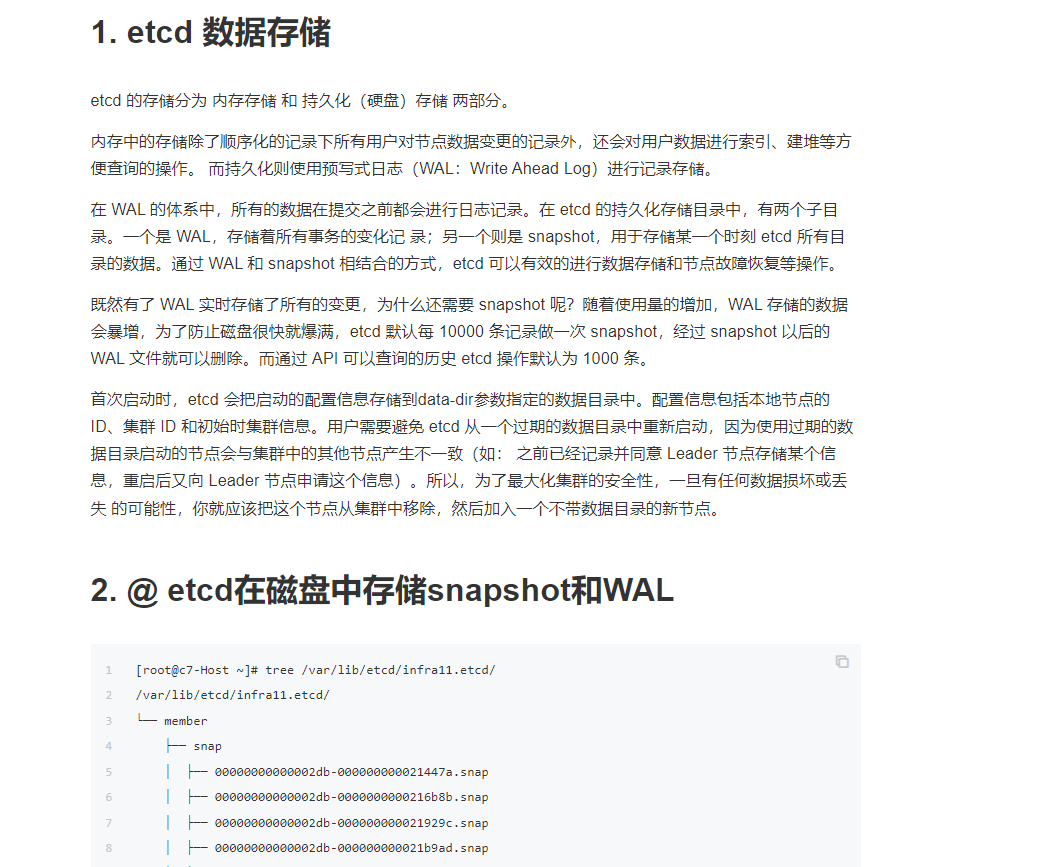 1. etcd 数据存储
etcd 的存储分为 内存存储 和 持久化（硬盘）存储 两部分。
内存中的存储除了顺序化的记录下所有用户对节点数据变更的记录外，还会对用户数据进行索引、建堆等方
便查询的操作。 而持久化则使用预写式日志（WAL：Write Ahead Log）进行记录存储。
在 WAL 的体系中，所有的数据在提交之前都会进行日志记录。在 etcd 的持久化存储目录中，有两个子目
录。一个是 WAL，存储着所有事务的变化记 录；另一个则是 snapshot，用于存储某一个时刻 etcd 所有目
录的数据。通过 WAL 和 snapshot 相结合的方式，etcd 可以有效的进行数据存储和节点故障恢复等操作。
既然有了 WAL 实时存储了所有的变更，为什么还需要 snapshot 呢？随着使用量的增加，WAL 存储的数据
会暴增，为了防止磁盘很快就爆满，etcd 默认每 10000 条记录做一次 snapshot，经过 snapshot 以后的
WAL 文件就可以删除。而通过 API 可以查询的历史 etcd 操作默认为 1000 条。
首次启动时，etcd 会把启动的配置信息存储到data-dir参数指定的数据目录中。配置信息包括本地节点的
ID、集群 ID 和初始时集群信息。用户需要避免 etcd 从一个过期的数据目录中重新启动，因为使用过期的数
据目录启动的节点会与集群中的其他节点产生不一致（如： 之前已经记录并同意 Leader 节点存储某个信
息，重启后又向 Leader 节点申请这个信息）。所以，为了最大化集群的安全性，一旦有任何数据损坏或丢
失 的可能性，你就应该把这个节点从集群中移除，然后加入一个不带数据目录的新节点。
2. @ etcd在磁盘中存储snapshot和WAL
1 [root@c7-Host ~]# tree /var/lib/etcd/infra11.etcd/
2 /var/lib/etcd/infra11.etcd/
3 └── member
4     ├── snap
5     │   ├── 00000000000002db-000000000021447a.snap
6     │   ├── 00000000000002db-0000000000216b8b.snap
7     │   ├── 00000000000002db-000000000021929c.snap
8     │   ├── 00000000000002db-000000000021b9ad.snap